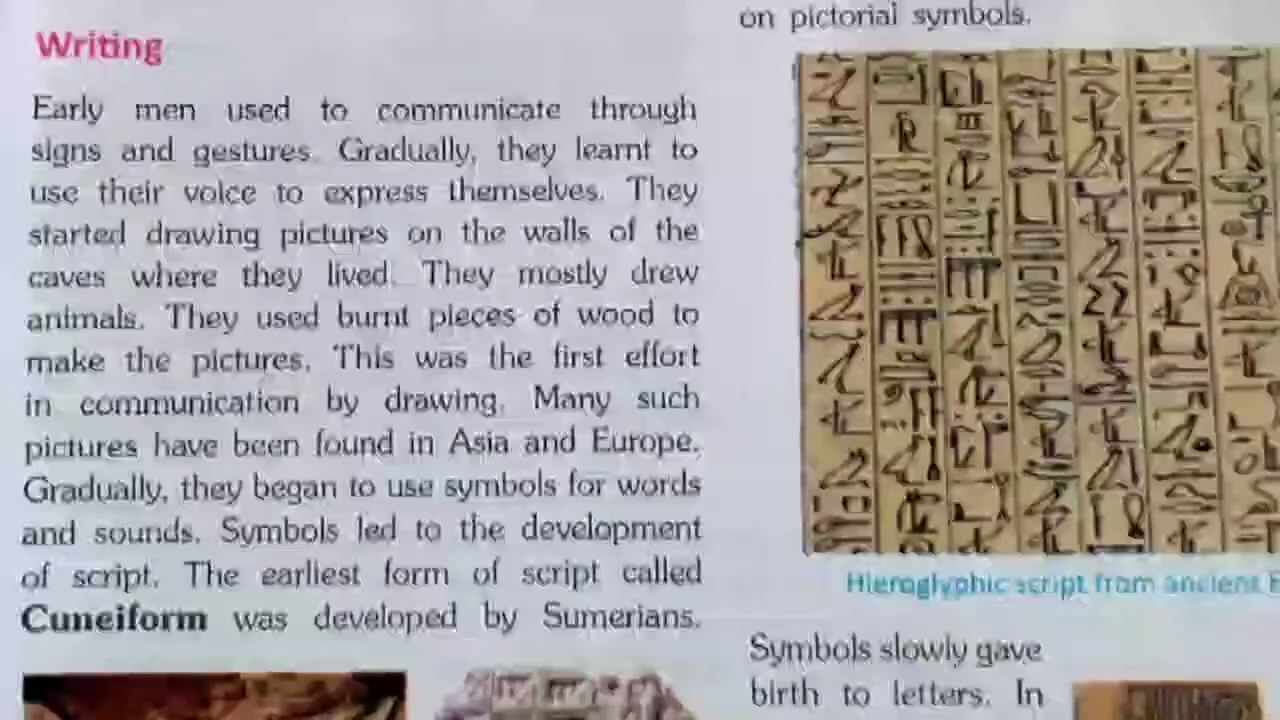 Writing
Early men used to communicate through
signs and gestures. Gradually, they learnt to
use their voice to express themselves. They
started drawing pictures on the walls of the
caves where they lived. They mostly drew
animals. They used burnt pieces of wood to
make the pictures. This was the first effort
in communication by drawing. Many such
pictures have been found in Asia and Europe.
Gradually, they began to use symbols for words
and sounds. Symbols led to the development
of script. The earliest form of script called
Cuneiform was developed by Sumerians.
on pictorial symbols.
Hieroglyphic script from ancient E
Symbols slowly gave
birth to letters. In